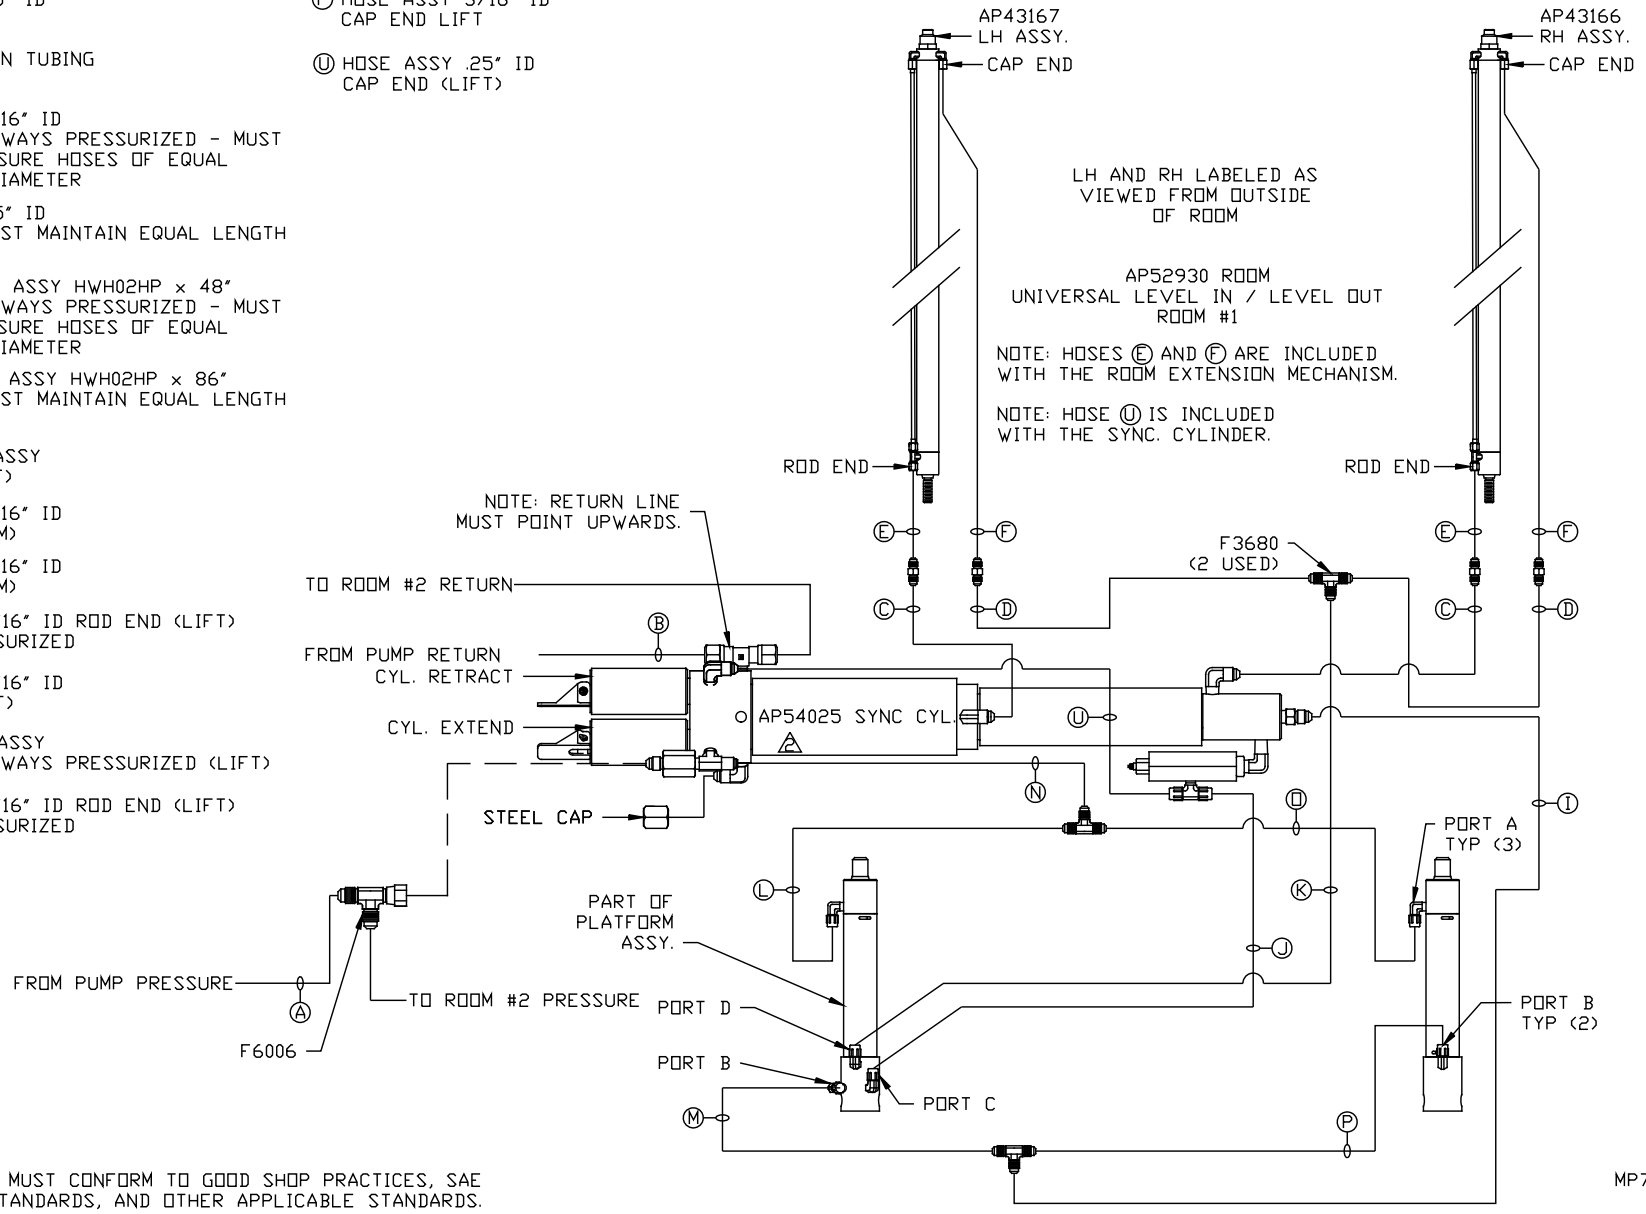 " ID
CAP END LIFT
N TUBING
Ⓤ HOSE ASSY .25" ID
CAP END (LIFT)
16" ID
WAYS PRESSURIZED - MUST
SURE HOSES OF EQUAL
IAMETER
5" ID
ST MAINTAIN EQUAL LENGTH
ASSY HWH02HP x 48"
WAYS PRESSURIZED - MUST
SURE HOSES OF EQUAL
IAMETER
ASSY HWH02HP x 86"
ST MAINTAIN EQUAL LENGTH
ASSY
T)
16" ID
M)
16" ID
M)
16" ID ROD END (LIFT)
SURIZED
16" ID
T)
ASSY
WAYS PRESSURIZED (LIFT)
16" ID ROD END (LIFT)
SURIZED
AP43167
LH ASSY.
CAP END
AP43166
RH ASSY.
CAP END
LH AND RH LABELED AS
VIEWED FROM OUTSIDE
OF ROOM
AP52930 ROOM
UNIVERSAL LEVEL IN / LEVEL OUT
ROOM #1
NOTE: HOSES Ⓔ AND Ⓕ ARE INCLUDED
WITH THE ROOM EXTENSION MECHANISM.
NOTE: HOSE Ⓤ IS INCLUDED
WITH THE SYNC. CYLINDER.
ROD END
ROD END
NOTE: RETURN LINE
MUST POINT UPWARDS.
E
F
F3680
(2 USED)
E
F
TO ROOM #2 RETURN
C
D
C
D
B
FROM PUMP RETURN
CYL. RETRACT
CYL. EXTEND
AP54025 SYNC CYL.
2
U
N
STEEL CAP
O
I
PORT A
TYP (3)
L
K
PART OF
PLATFORM
ASSY.
J
FROM PUMP PRESSURE
A
TO ROOM #2 PRESSURE
PORT D
PORT B
TYP (2)
F6006
PORT B
PORT C
M
P
MUST CONFORM TO GOOD SHOP PRACTICES, SAE
TANDARDS, AND OTHER APPLICABLE STANDARDS.
MP7